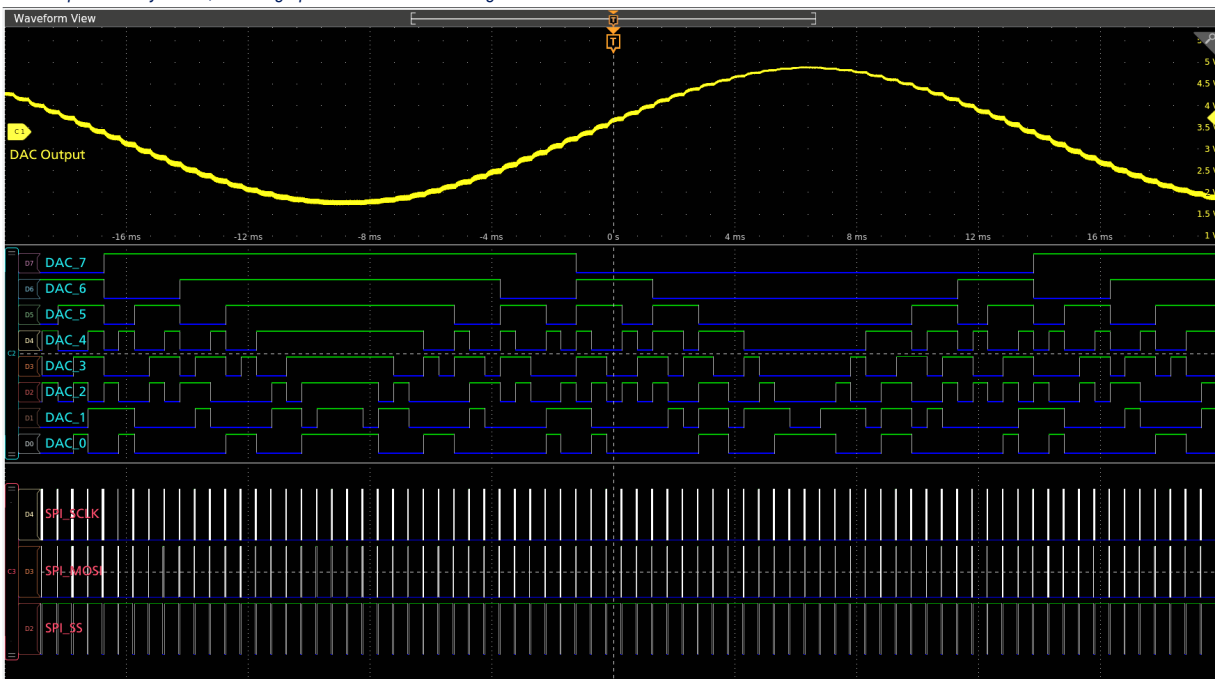 Waveform View
T
T
5 V
4.5 V
C 1
4 V
3.5 V
DAC Output
3 V
2.5 V
2 V
1.5 V
-16 ms -12 ms -8 ms -4 ms 0 s 4 ms 8 ms 12 ms 16 ms 1 V
D7 DAC_7
D6 DAC_6
D5 DAC_5
D4 DAC_4
C2
D3 DAC_3
D2 DAC_2
D1 DAC_1
D0 DAC_0
D4 SPI_SCLK
C3 D3 SPI_MOSI
D2 SPI_SS